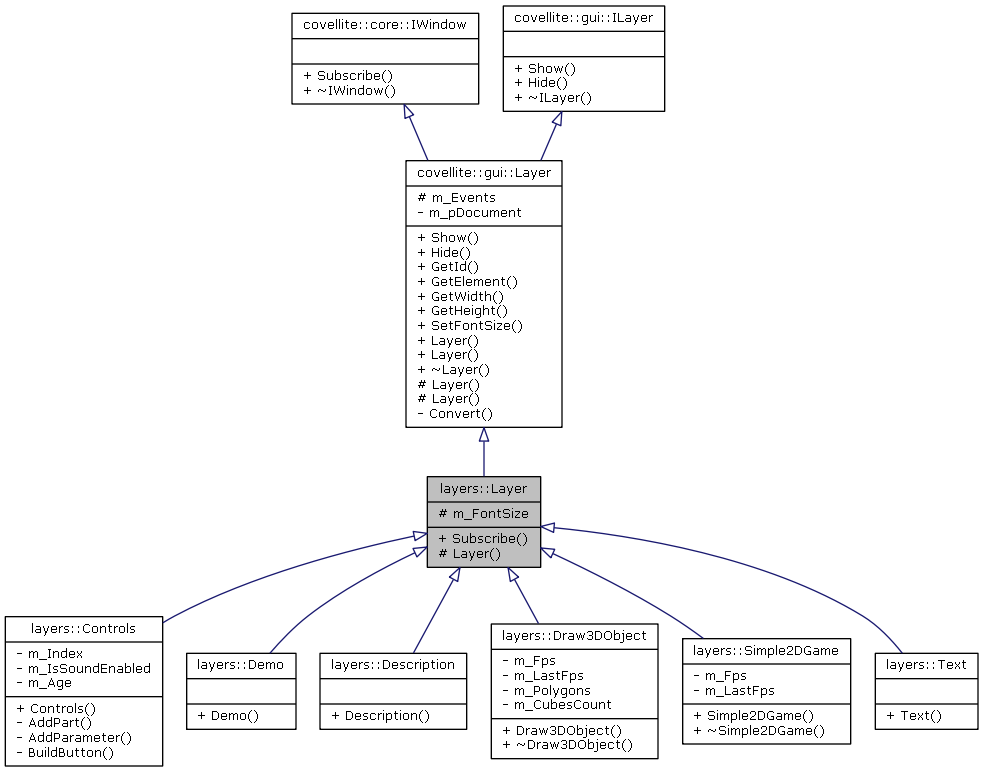 covellite::core::IWindow
+ Subscribe()
+ ~IWindow()
covellite::gui::ILayer
+ Show()
+ Hide()
+ ~ILayer()
covellite::gui::Layer
# m_Events
- m_pDocument
+ Show()
+ Hide()
+ GetId()
+ GetElement()
+ GetWidth()
+ GetHeight()
+ SetFontSize()
+ Layer()
+ Layer()
+ ~Layer()
# Layer()
# Layer()
- Convert()
layers::Layer
# m_FontSize
+ Subscribe()
# Layer()
layers::Controls
- m_Index
- m_IsSoundEnabled
- m_Age
+ Controls()
- AddPart()
- AddParameter()
- BuildButton()
layers::Demo
+ Demo()
layers::Description
+ Description()
layers::Draw3DObject
- m_Fps
- m_LastFps
- m_Polygons
- m_CubesCount
+ Draw3DObject()
+ ~Draw3DObject()
layers::Simple2DGame
- m_Fps
- m_LastFps
+ Simple2DGame()
+ ~Simple2DGame()
layers::Text
+ Text()